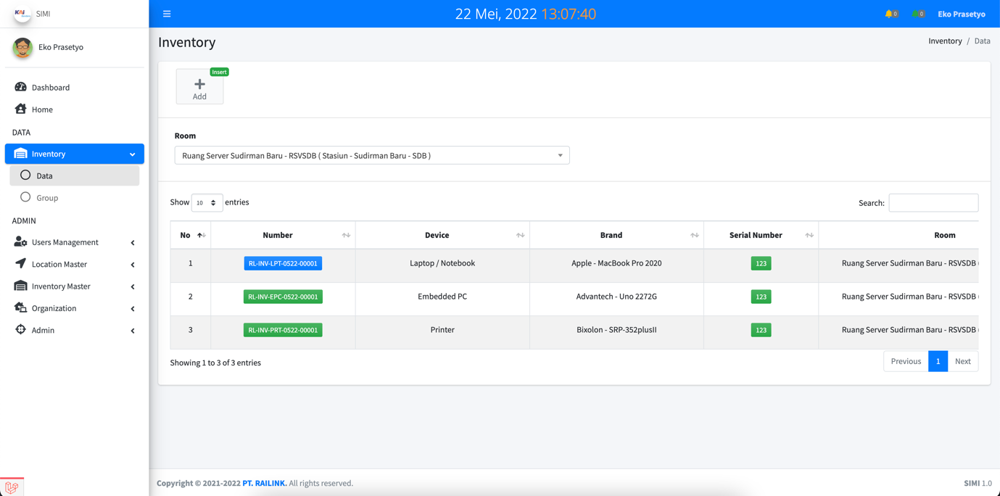 KAI
SIMI
22 Mei, 2022 13:07:40
0
0
Eko Prasetyo
Eko Prasetyo
Inventory
Inventory / Data
Dashboard
Home
DATA
Inventory
Data
Group
ADMIN
Users Management
Location Master
Inventory Master
Organization
Admin
Insert
Add
Room
Ruang Server Sudirman Baru - RSVSDB ( Stasiun - Sudirman Baru - SDB )
Show 10 entries
Search:
No Number Device Brand Serial Number Room
1 RL-INV-LPT-0522-00001 Laptop / Notebook Apple - MacBook Pro 2020 123 Ruang Server Sudirman Baru - RSVSDB (
2 RL-INV-EPC-0522-00001 Embedded PC Advantech - Uno 2272G 123 Ruang Server Sudirman Baru - RSVSDB (
3 RL-INV-PRT-0522-00001 Printer Bixolon - SRP-352plusII 123 Ruang Server Sudirman Baru - RSVSDB (
Showing 1 to 3 of 3 entries
Previous 1 Next
Copyright © 2021-2022 PT. RAILINK. All rights reserved.
SIMI 1.0